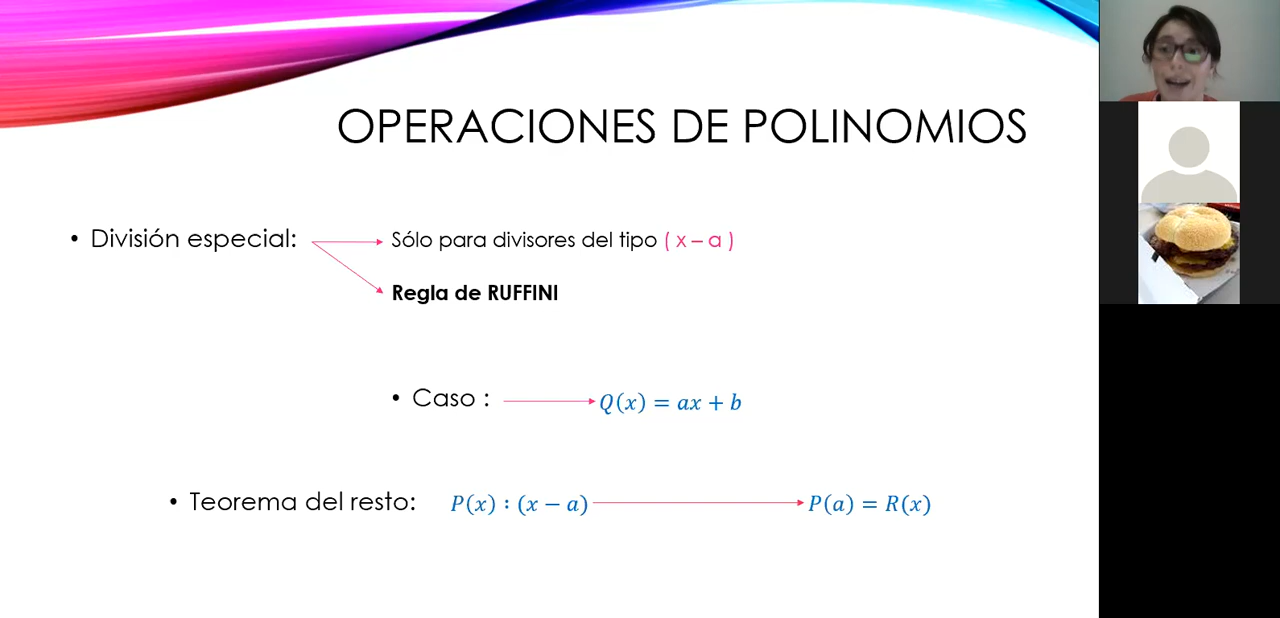 OPERACIONES DE POLINOMIOS
• División especial:
Sólo para divisores del tipo ( x – a )
Regla de RUFFINI
• Caso :
Q(x) = ax + b
• Teorema del resto:
P(x) : (x − a)
P(a) = R(x)